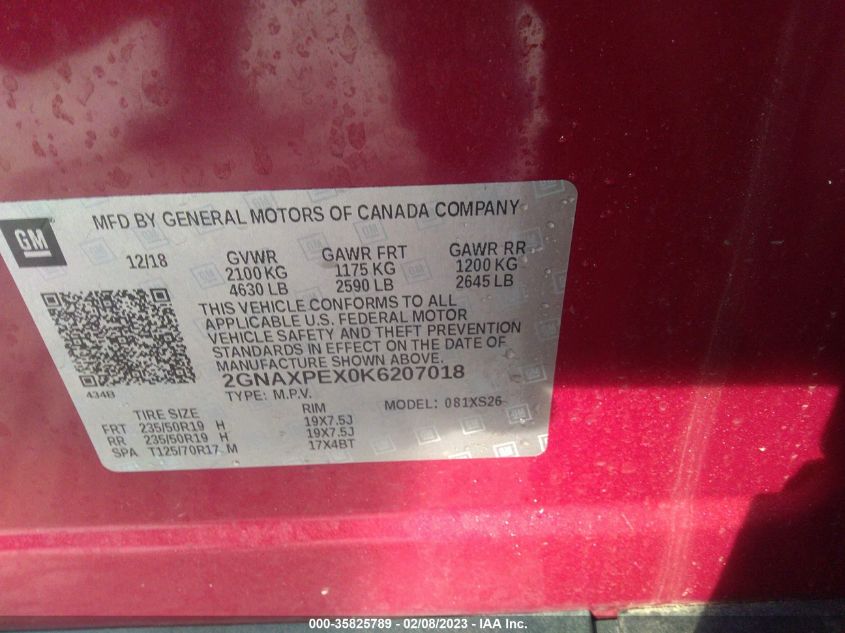 MFD BY GENERAL MOTORS OF CANADA COMPANY
GM
12/18 GVWR GAWR FRT GAWR RR
2100 KG 1175 KG 1200 KG
4630 LB 2590 LB 2645 LB
THIS VEHICLE CONFORMS TO ALL
APPLICABLE U.S. FEDERAL MOTOR
VEHICLE SAFETY AND THEFT PREVENTION
STANDARDS IN EFFECT ON THE DATE OF
MANUFACTURE SHOWN ABOVE.
434B
2GNAXPEX0K6207018
TYPE: M.P.V. MODEL: 081XS26
TIRE SIZE RIM
FRT 235/50R19 H 19X7.5J
RR 235/50R19 H 19X7.5J
SPA T125/70R17 M 17X4BT
000-35825789 - 02/08/2023 - IAA Inc.